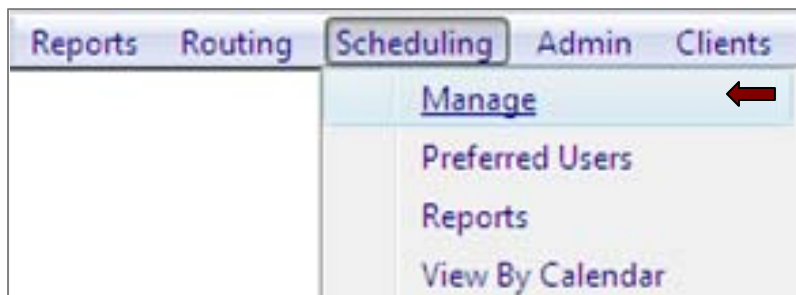 Reports Routing Scheduling Admin Clients
Manage
Preferred Users
Reports
View By Calendar